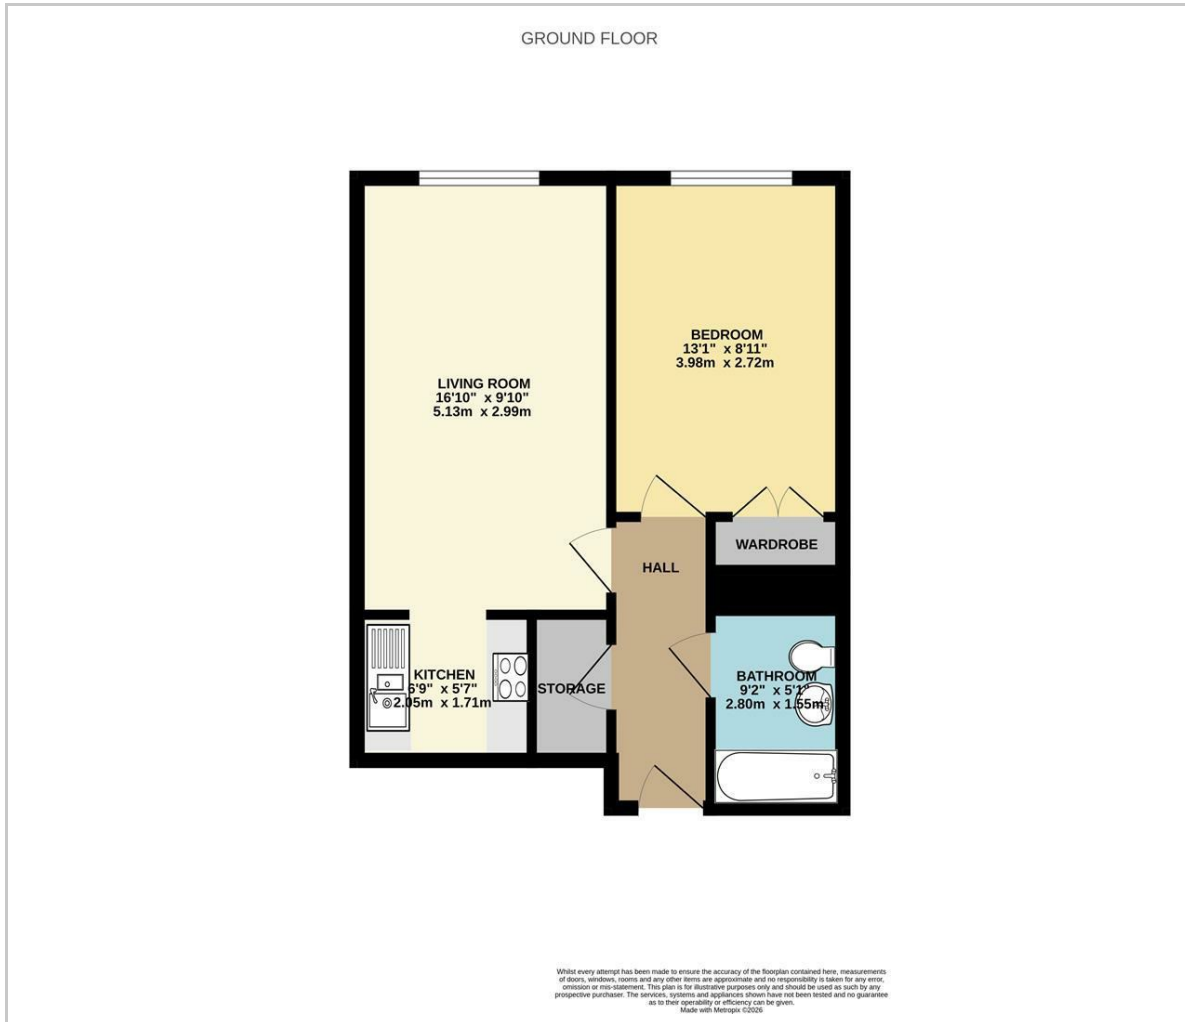 GROUND FLOOR
BEDROOM
13'1" x 8'11"
3.98m x 2.72m
LIVING ROOM
16'10" x 9'10"
5.13m x 2.99m
WARDROBE
HALL
KITCHEN
6'9" x 5'7"
2.05m x 1.71m
STORAGE
BATHROOM
9'2" x 5'1"
2.80m x 1.55m
Whilst every attempt has been made to ensure the accuracy of the floorplan contained here, measurements
of doors, windows, rooms and any other items are approximate and no responsibility is taken for any error,
omission or mis-statement. This plan is for illustrative purposes only and should be used as such by any
prospective purchaser. The services, systems and appliances shown have not been tested and no guarantee
as to their operability or efficiency can be given.
Made with Metropix ©2026